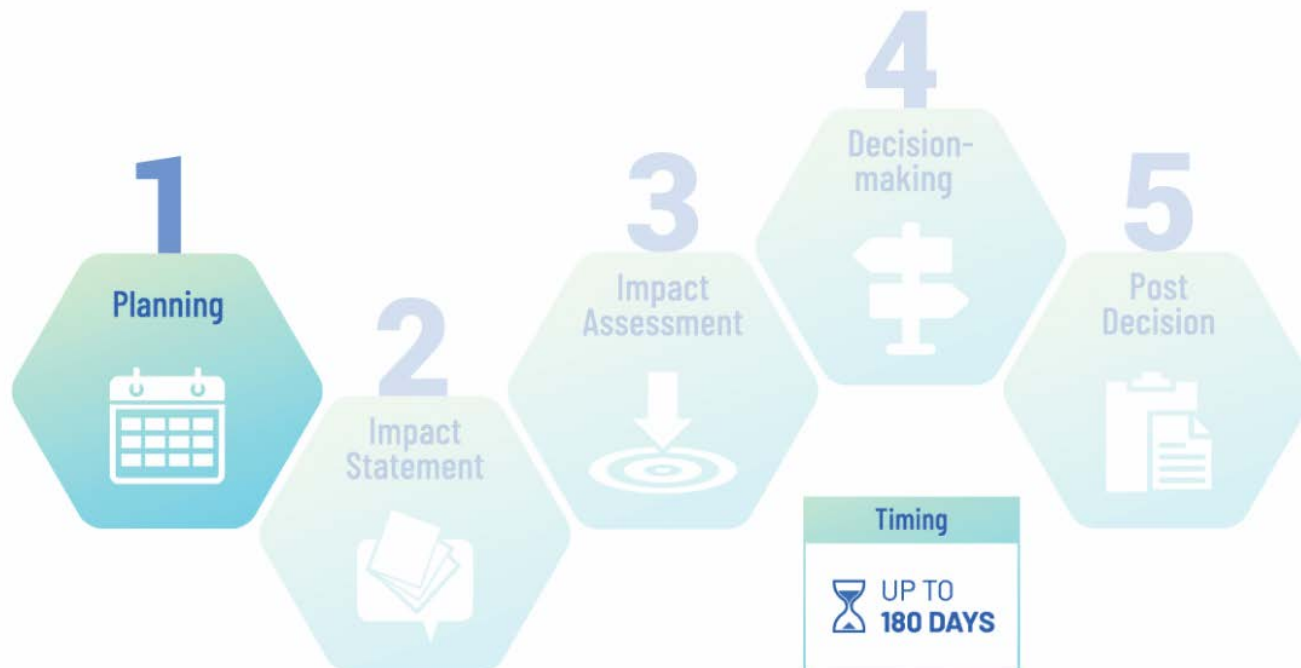 1
Planning
2
Impact
Statement
3
Impact
Assessment
4
Decision-
making
5
Post
Decision
Timing
UP TO
180 DAYS